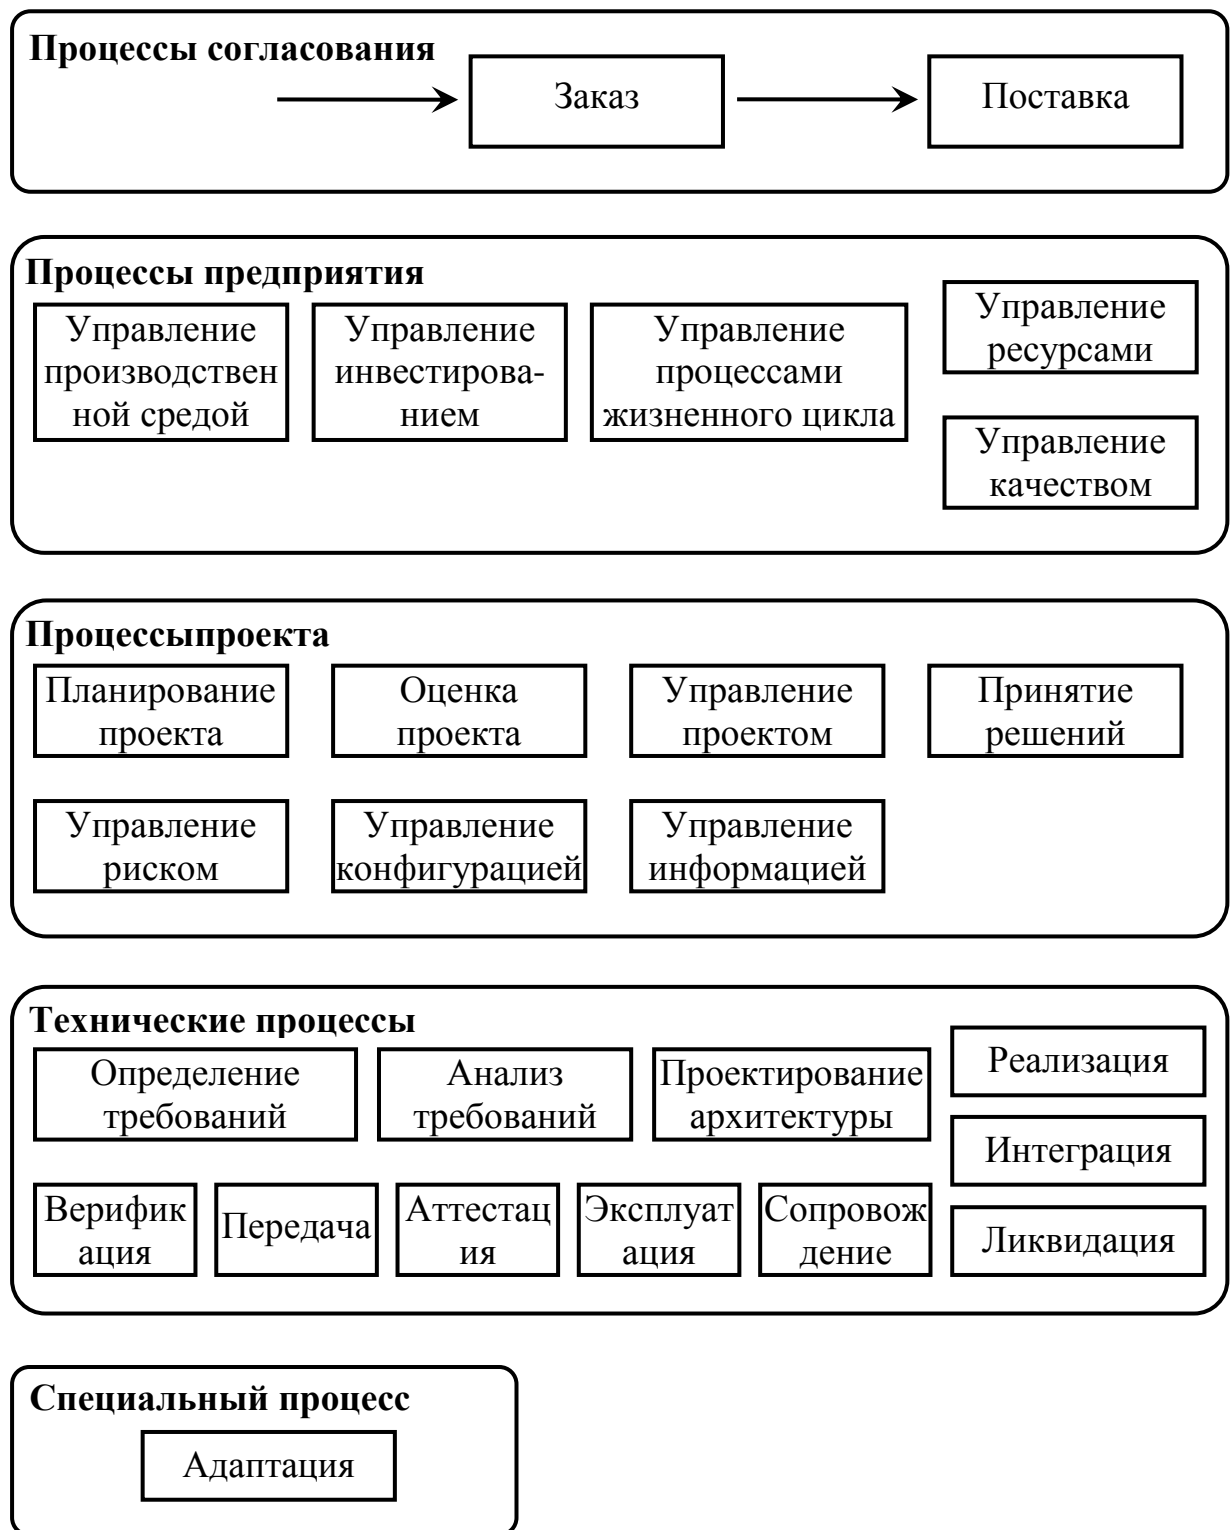 Процессы согласования
Заказ
Поставка
Процессы предприятия
Управление
производствен
ной средой
Управление
инвестирова-
нием
Управление
процессами
жизненного цикла
Управление
ресурсами
Управление
качеством
Процессыпроекта
Планирование
проекта
Оценка
проекта
Управление
проектом
Принятие
решений
Управление
риском
Управление
конфигурацией
Управление
информацией
Технические процессы
Определение
требований
Анализ
требований
Проектирование
архитектуры
Реализация
Интеграция
Ликвидация
Верифик
ация
Передача
Аттестац
ия
Эксплуат
ация
Сопровож
дение
Специальный процесс
Адаптация